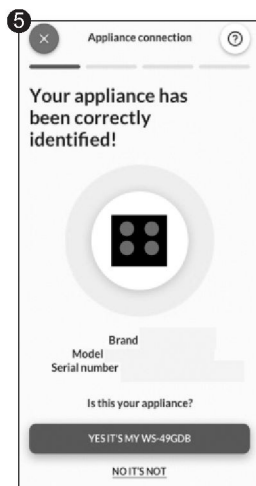 5
Appliance connection
Your appliance has
been correctly
identified!
Brand
Model
Serial number
Is this your appliance?
YES IT'S MY WS-49GDB
NO IT'S NOT